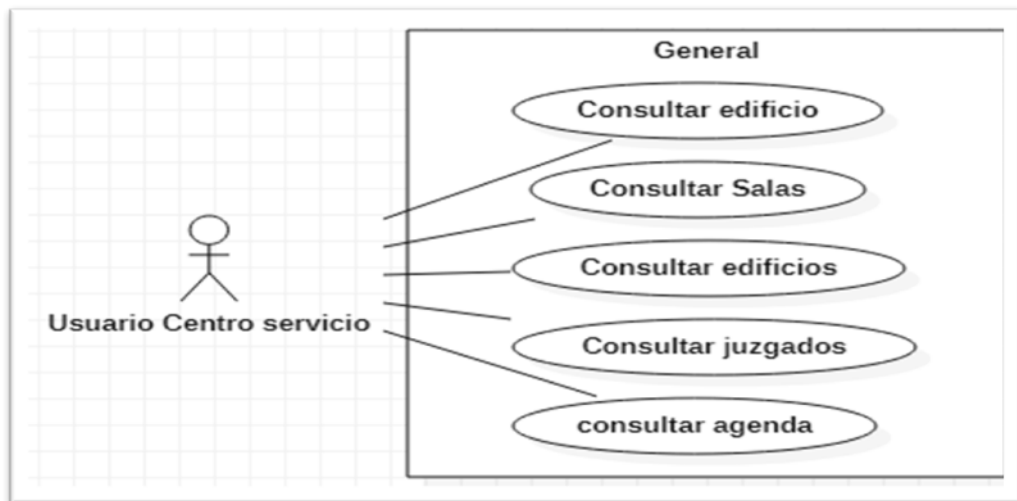 General
Consultar edificio
Consultar Salas
Consultar edificios
Usuario Centro servicio
Consultar juzgados
consultar agenda